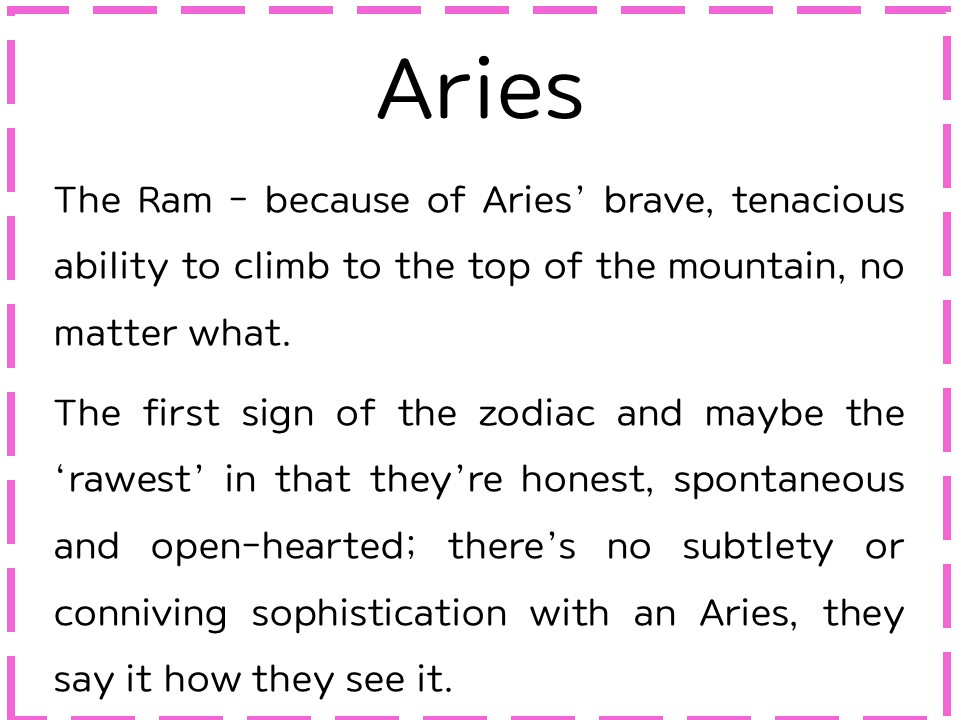 Aries
The Ram – because of Aries’ brave, tenacious
ability to climb to the top of the mountain, no
matter what.
The first sign of the zodiac and maybe the
‘rawest’ in that they’re honest, spontaneous
and open-hearted; there’s no subtlety or
conniving sophistication with an Aries, they
say it how they see it.